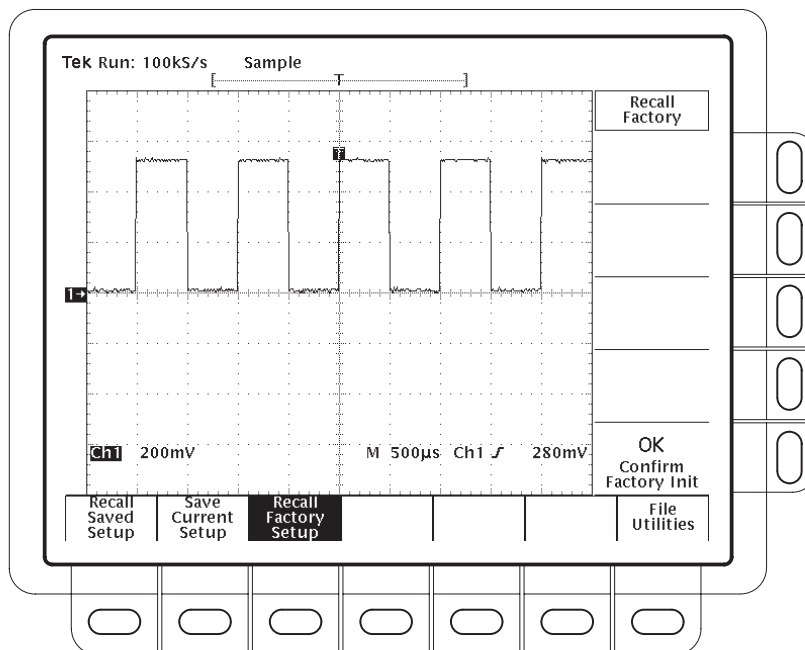 Tek Run: 100kS/s Sample
[ T ]
Recall
Factory
T
1→
Ch1 200mV M 500µs Ch1 280mV
OK
Confirm
Factory Init
Recall
Saved
Setup
Save
Current
Setup
Recall
Factory
Setup
File
Utilities